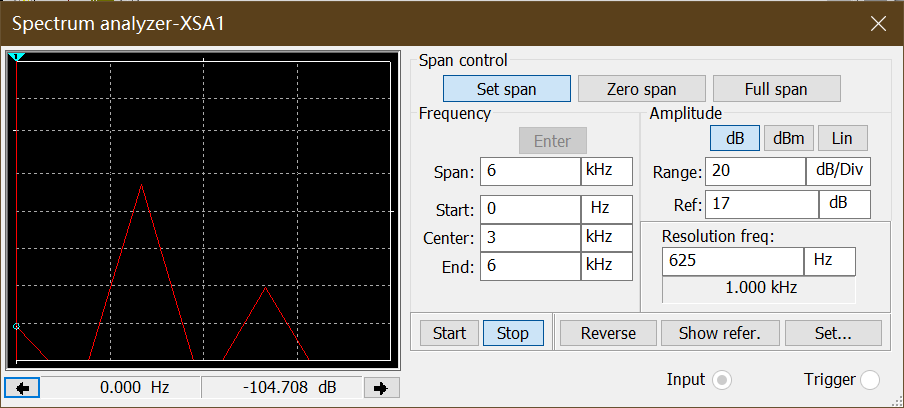 Spectrum analyzer-XSA1
1
Span control
Set span Zero span Full span
Frequency
Enter
Span: 6 kHz
Start: 0 Hz
Center: 3 kHz
End: 6 kHz
Amplitude
dB dBm Lin
Range: 20 dB/Div
Ref: 17 dB
Resolution freq:
625 Hz
1.000 kHz
Start Stop Reverse Show refer. Set...
0.000 Hz -104.708 dB
Input Trigger